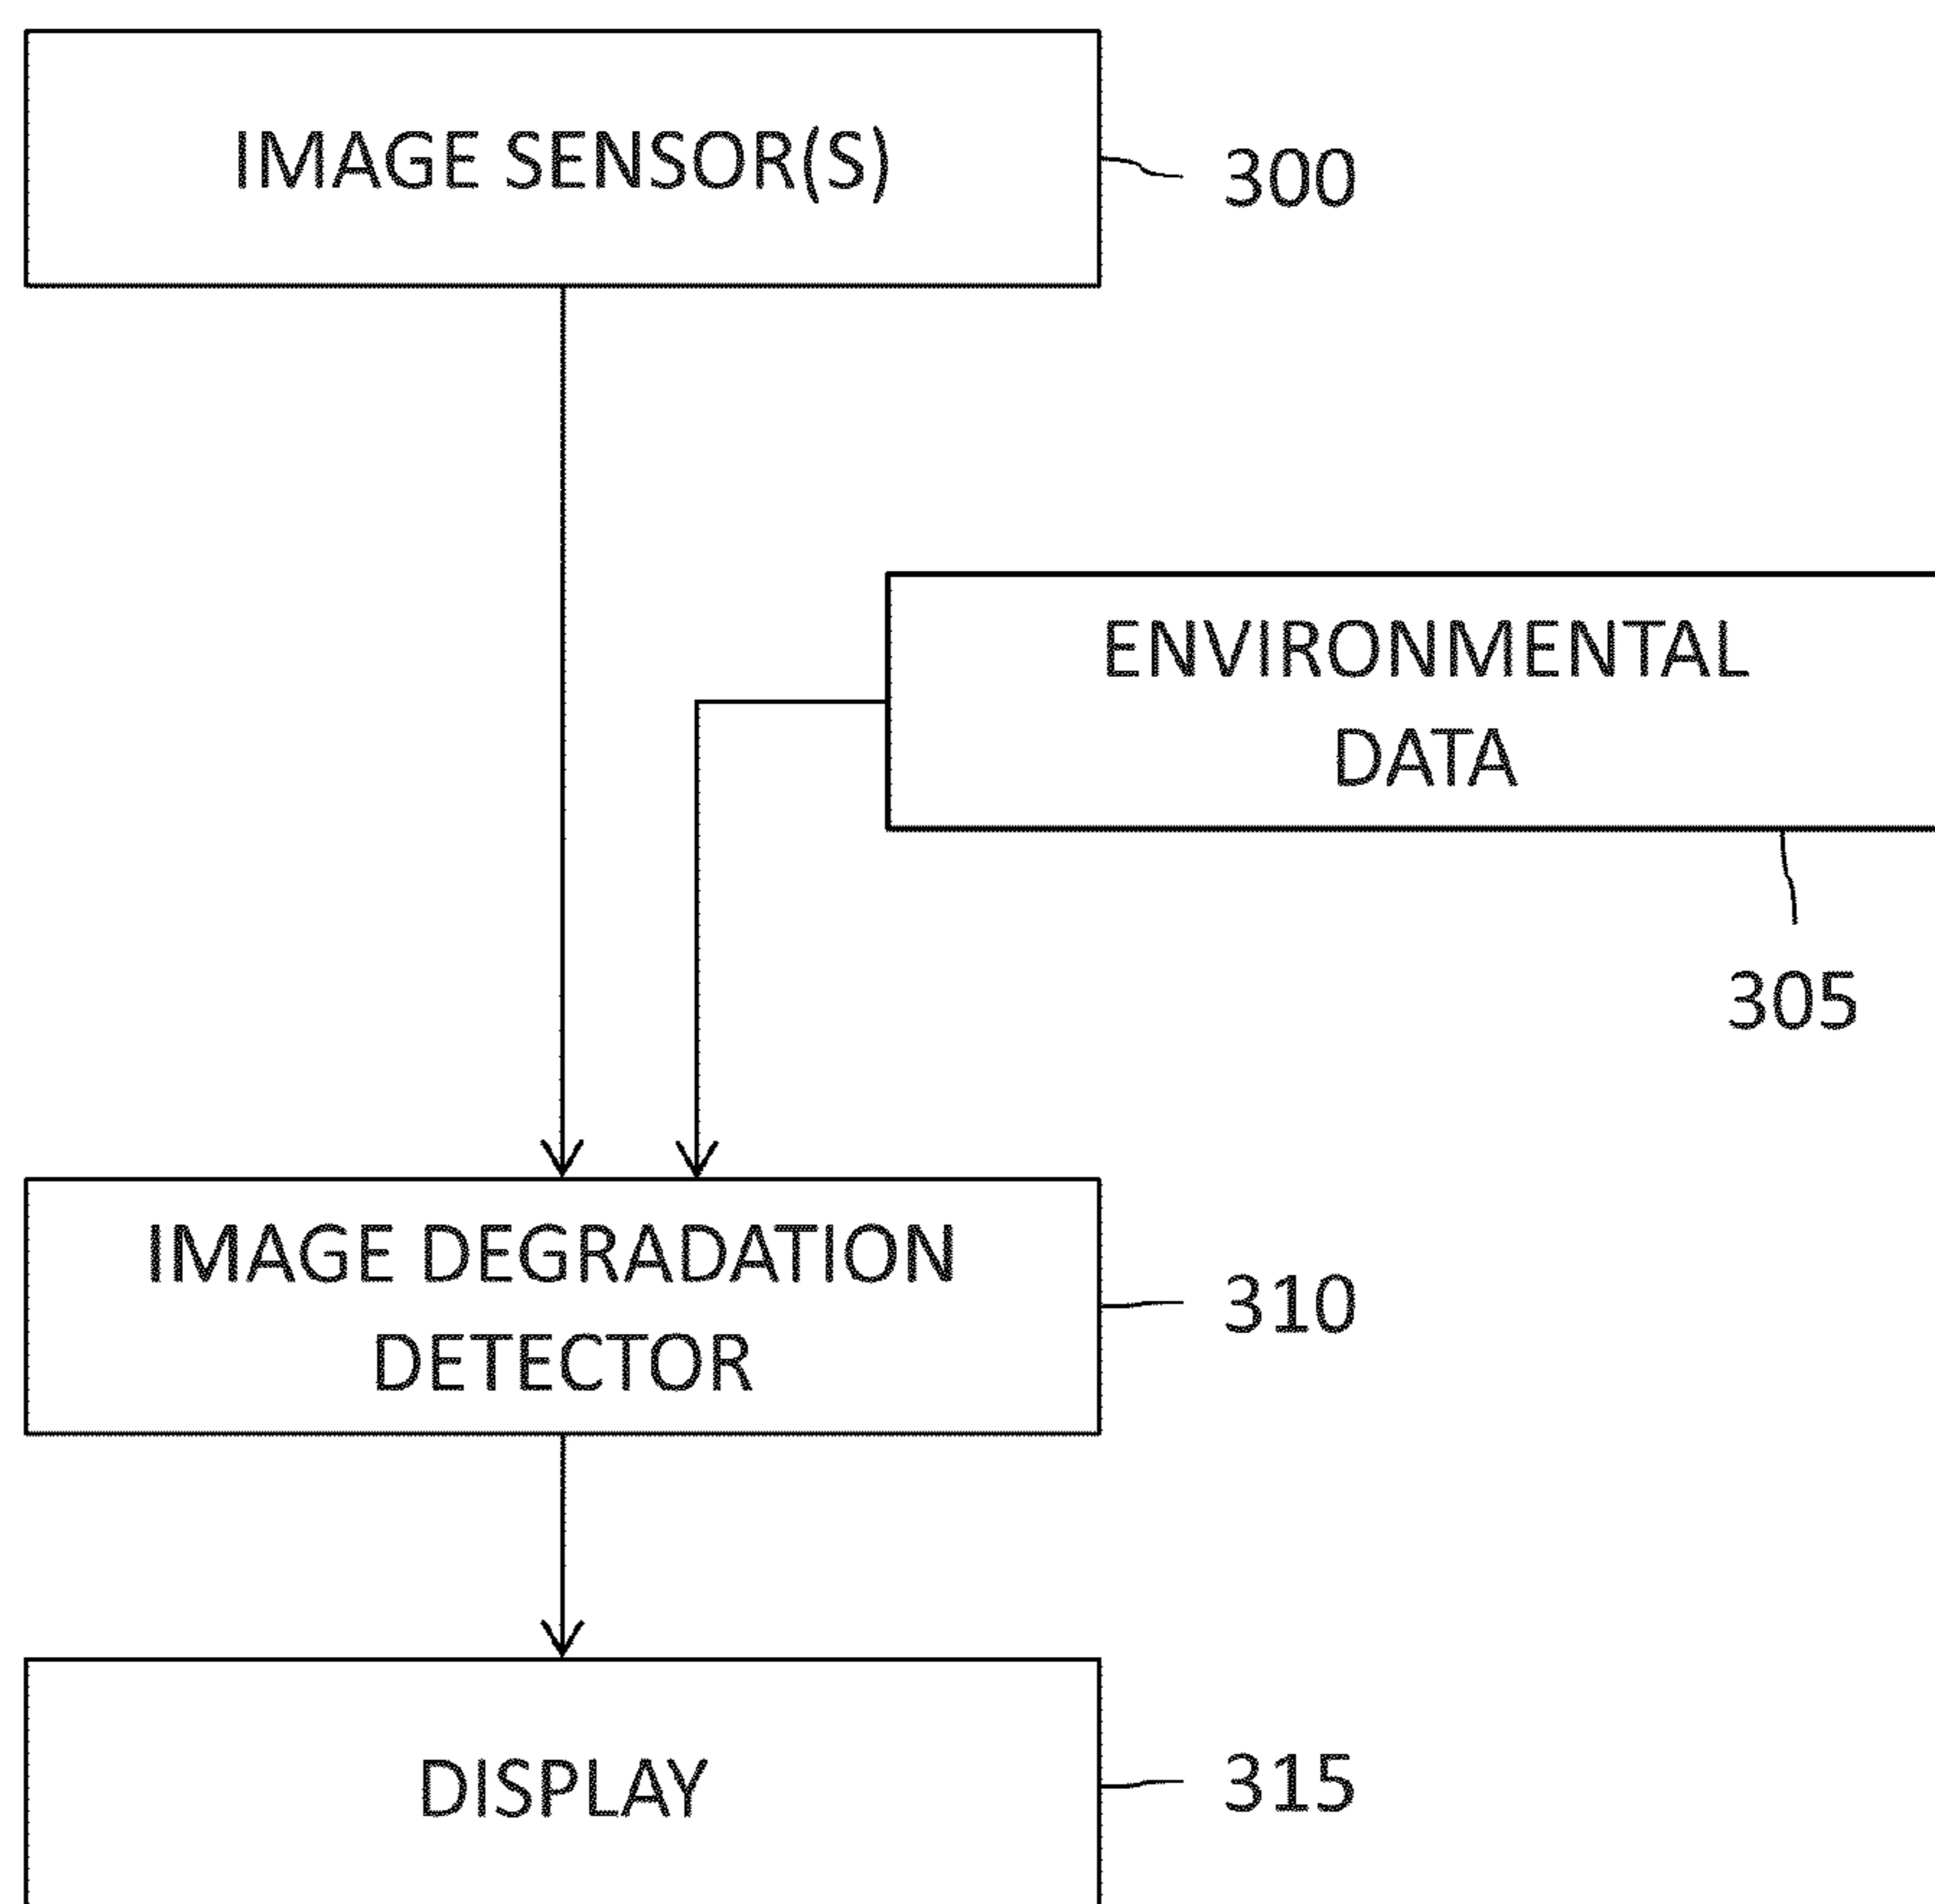 IMAGE SENSOR(S)
300
ENVIRONMENTAL
DATA
305
IMAGE DEGRADATION
DETECTOR
310
DISPLAY
315